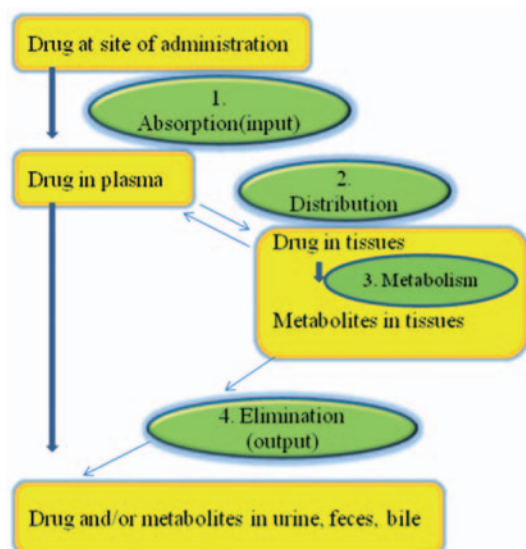 Drug at site of administration
1.
Absorption(input)
Drug in plasma
2.
Distribution
Drug in tissues
3. Metabolism
Metabolites in tissues
4. Elimination
(output)
Drug and/or metabolites in urine, feces, bile